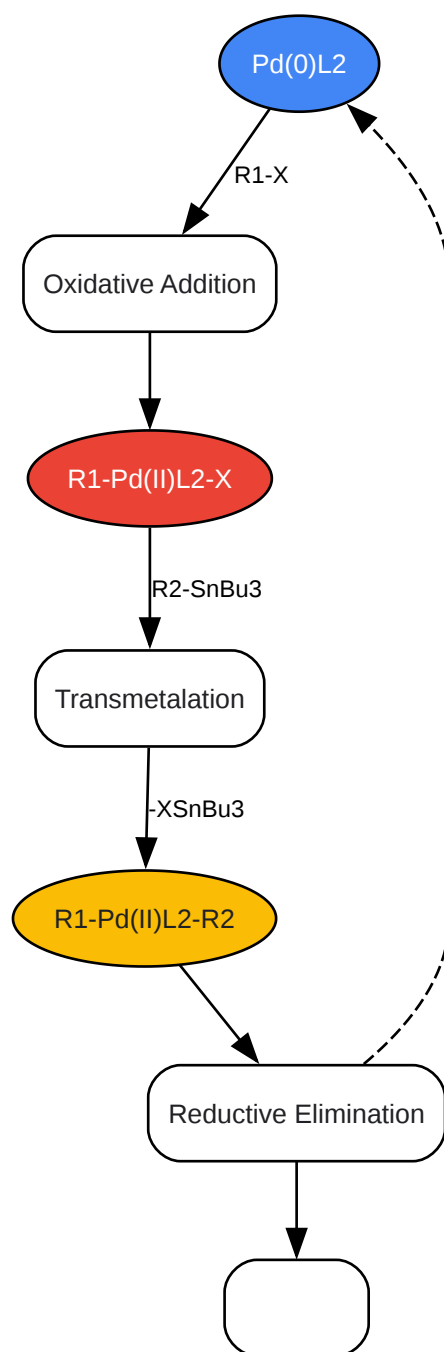 Pd(0)L2
R1-X
Oxidative Addition
R1-Pd(II)L2-X
R2-SnBu3
Transmetalation
-XSnBu3
R1-Pd(II)L2-R2
Reductive Elimination